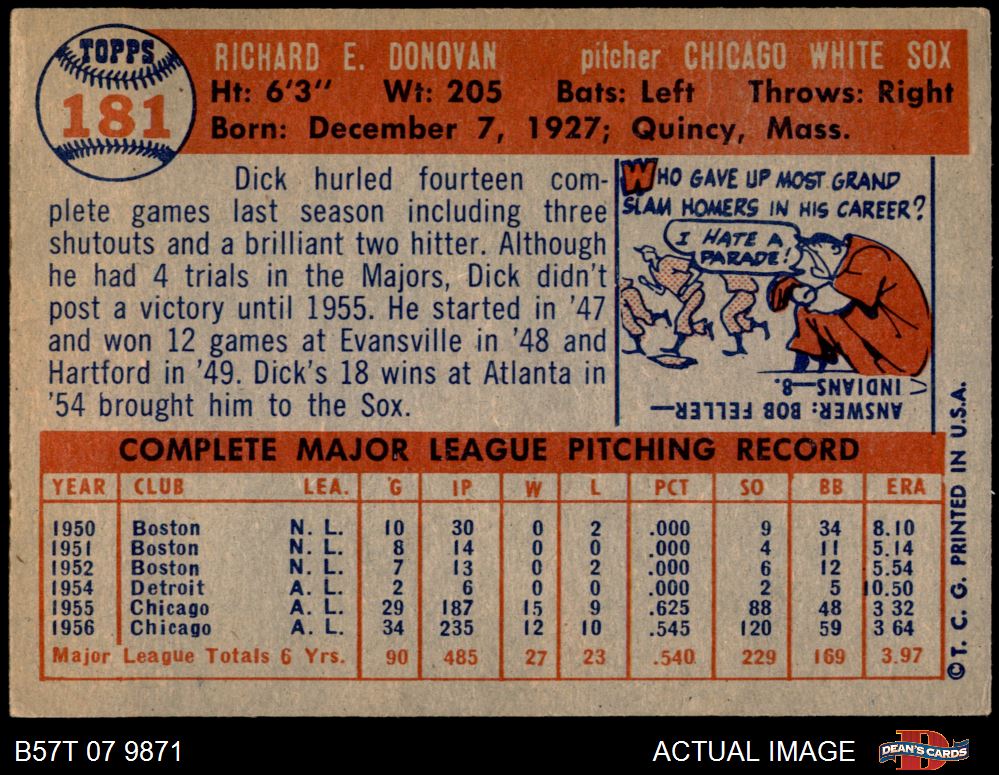 TOPPS
181
RICHARD E. DONOVAN pitcher CHICAGO WHITE SOX
Ht: 6'3" Wt: 205 Bats: Left Throws: Right
Born: December 7, 1927; Quincy, Mass.
Dick hurled fourteen com-
plete games last season including three
shutouts and a brilliant two hitter. Although
he had 4 trials in the Majors, Dick didn't
post a victory until 1955. He started in '47
and won 12 games at Evansville in '48 and
Hartford in '49. Dick's 18 wins at Atlanta in
'54 brought him to the Sox.
WHO GAVE UP MOST GRAND
SLAM HOMERS IN HIS CAREER?
I HATE A
PARADE!
ANSWER: BOB FELLER—
INDIANS—8.
COMPLETE MAJOR LEAGUE PITCHING RECORD
YEAR CLUB LEA. G IP W L PCT SO BB ERA
1950 Boston N. L. 10 30 0 2 .000 9 34 8.10
1951 Boston N. L. 8 14 0 0 .000 4 11 5.14
1952 Boston N. L. 7 13 0 2 .000 6 12 5.54
1954 Detroit A. L. 2 6 0 0 .000 2 5 10.50
1955 Chicago A. L. 29 187 15 9 .625 88 48 3 32
1956 Chicago A. L. 34 235 12 10 .545 120 59 3 64
Major League Totals 6 Yrs. 90 485 27 23 .540 229 169 3.97
© T. C. G. PRINTED IN U.S.A.
B57T 07 9871 ACTUAL IMAGE
D
DEAN'S CARDS